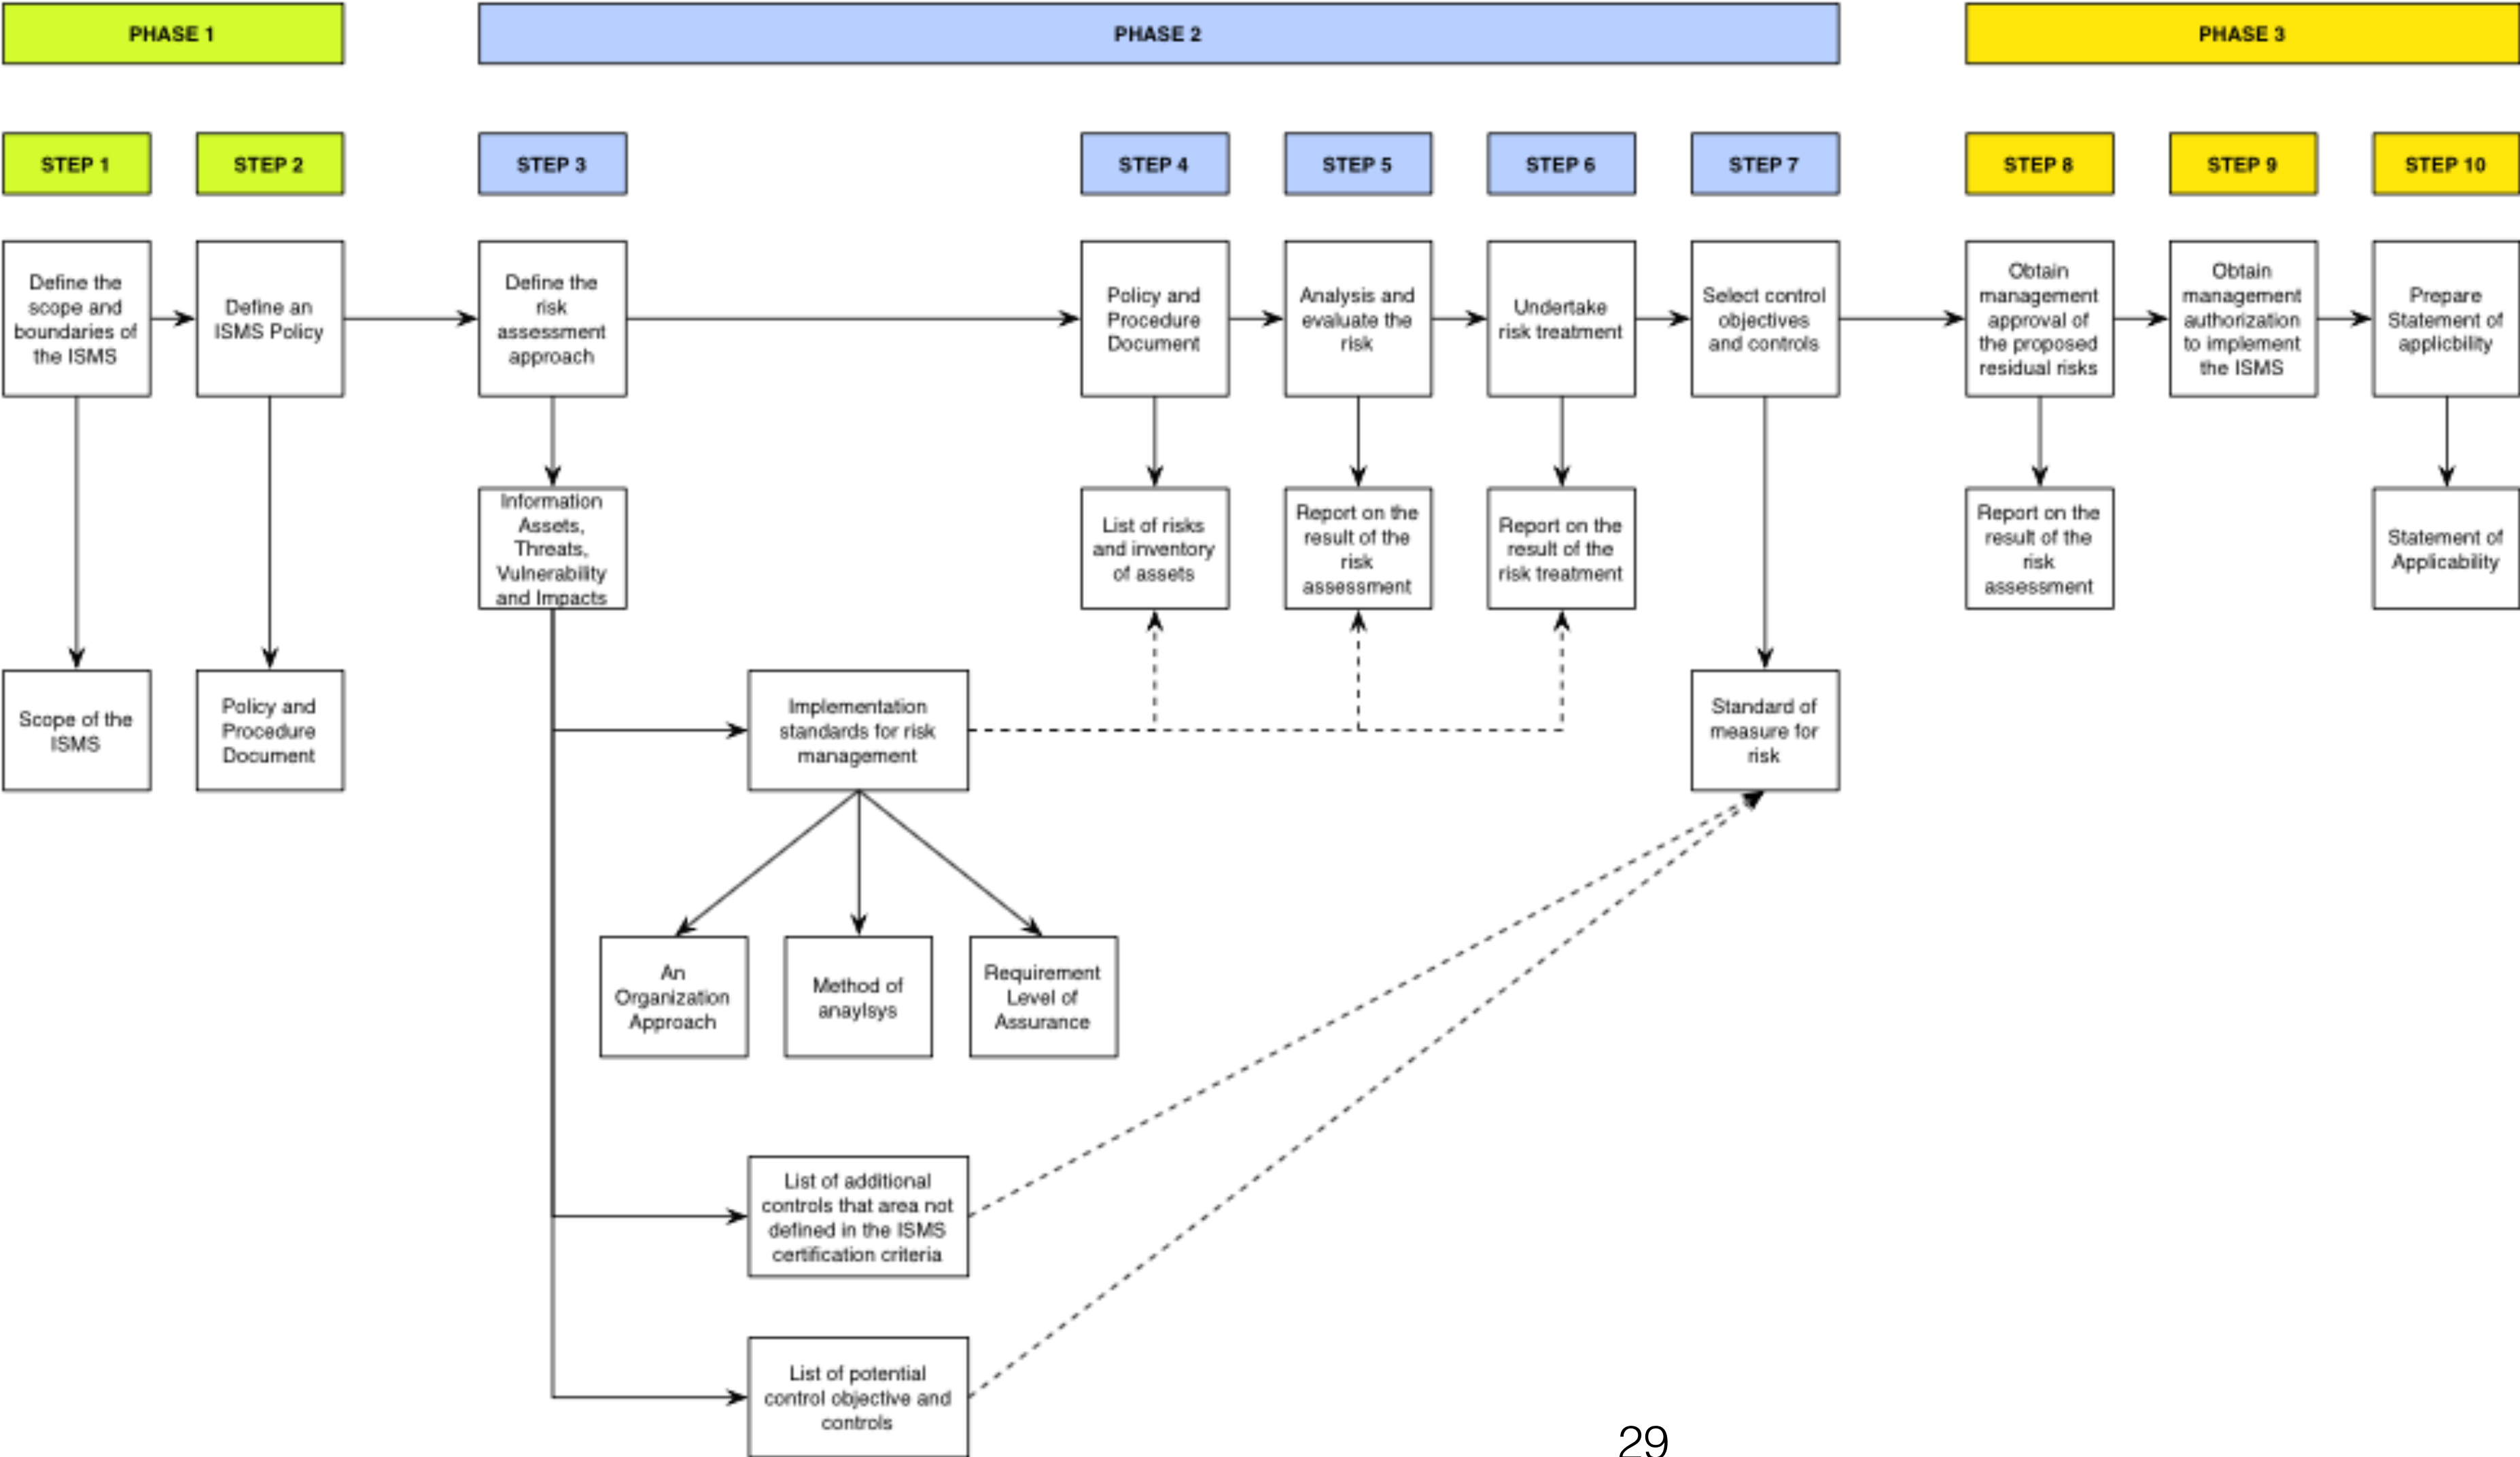 PHASE 1
PHASE 2
PHASE 3
STEP 1
STEP 2
STEP 3
STEP 4
STEP 5
STEP 6
STEP 7
STEP 8
STEP 9
STEP 10
Define the
scope and
boundaries of
the ISMS
Define an
ISMS Policy
Define the
risk
assessment
approach
Policy and
Procedure
Document
Analysis and
evaluate the
risk
Undertake
risk treatment
Select control
objectives
and controls
Obtain
management
approval of
the proposed
residual risks
Obtain
management
authorization
to implement
the ISMS
Prepare
Statement of
applicbility
Information
Assets,
Threats,
Vulnerability
and Impacts
List of risks
and inventory
of assets
Report on the
result of the
risk
assessment
Report on the
result of the
risk treatment
Report on the
result of the
risk
assessment
Statement of
Applicability
Scope of the
ISMS
Policy and
Procedure
Document
Implementation
standards for risk
management
Standard of
measure for
risk
An
Organization
Approach
Method of
anaylsys
Requirement
Level of
Assurance
List of additional
controls that area not
defined in the ISMS
certification criteria
List of potential
control objective and
controls
29